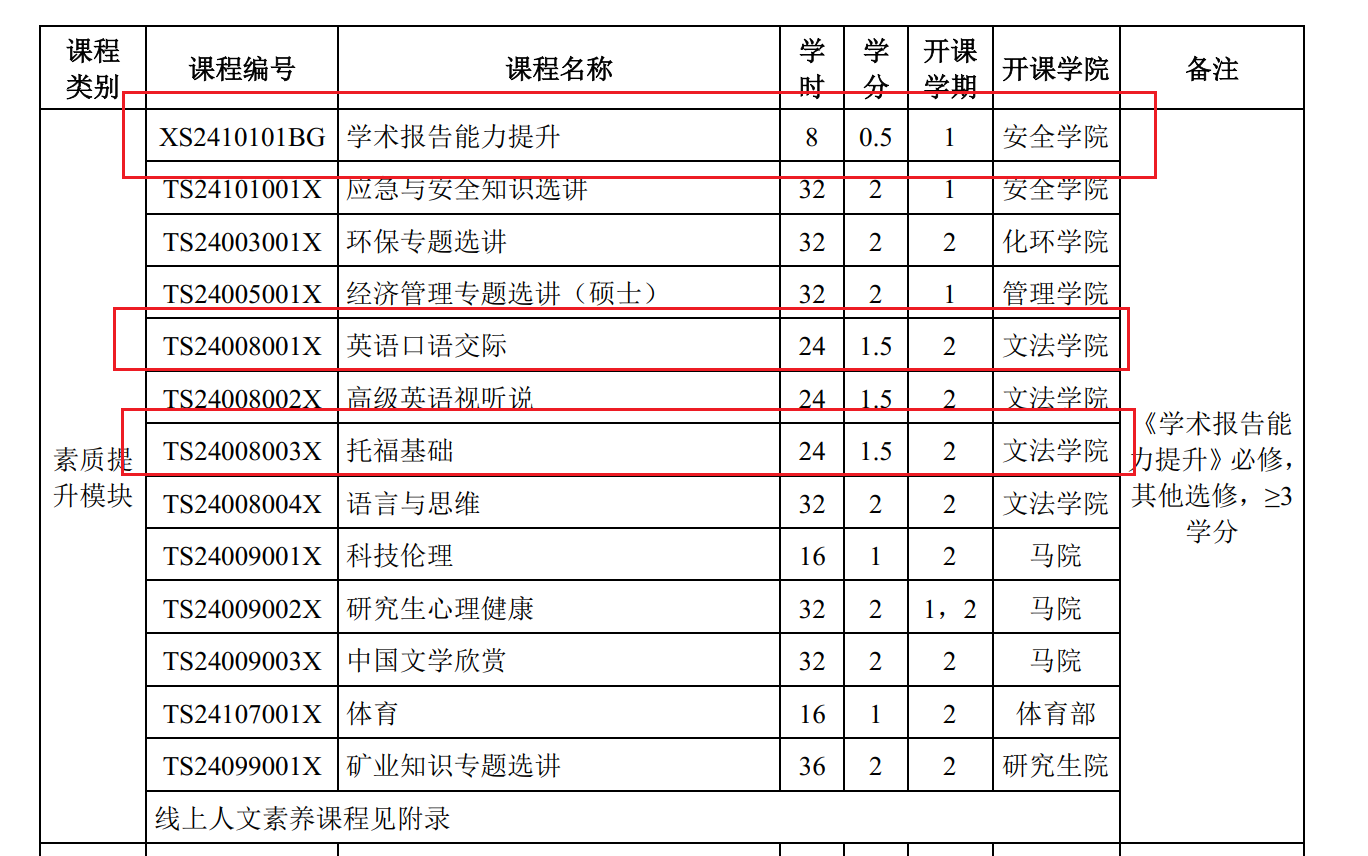 课程类别 课程编号 课程名称 学时 学分 开课学期 开课学院 备注
XS2410101BG 学术报告能力提升 8 0.5 1 安全学院
TS24101001X 应急与安全知识选讲 32 2 1 安全学院
TS24003001X 环保专题选讲 32 2 2 化环学院
TS24005001X 经济管理专题选讲（硕士） 32 2 1 管理学院
TS24008001X 英语口语交际 24 1.5 2 文法学院
TS24008002X 高级英语视听说 24 1.5 2 文法学院
TS24008003X 托福基础 24 1.5 2 文法学院
TS24008004X 语言与思维 32 2 2 文法学院
TS24009001X 科技伦理 16 1 2 马院
TS24009002X 研究生心理健康 32 2 1，2 马院
TS24009003X 中国文学欣赏 32 2 2 马院
TS24107001X 体育 16 1 2 体育部
TS24099001X 矿业知识专题选讲 36 2 2 研究生院
线上人文素养课程见附录
素质提
升模块
《学术报告能
力提升》必修，
其他选修，≥3
学分